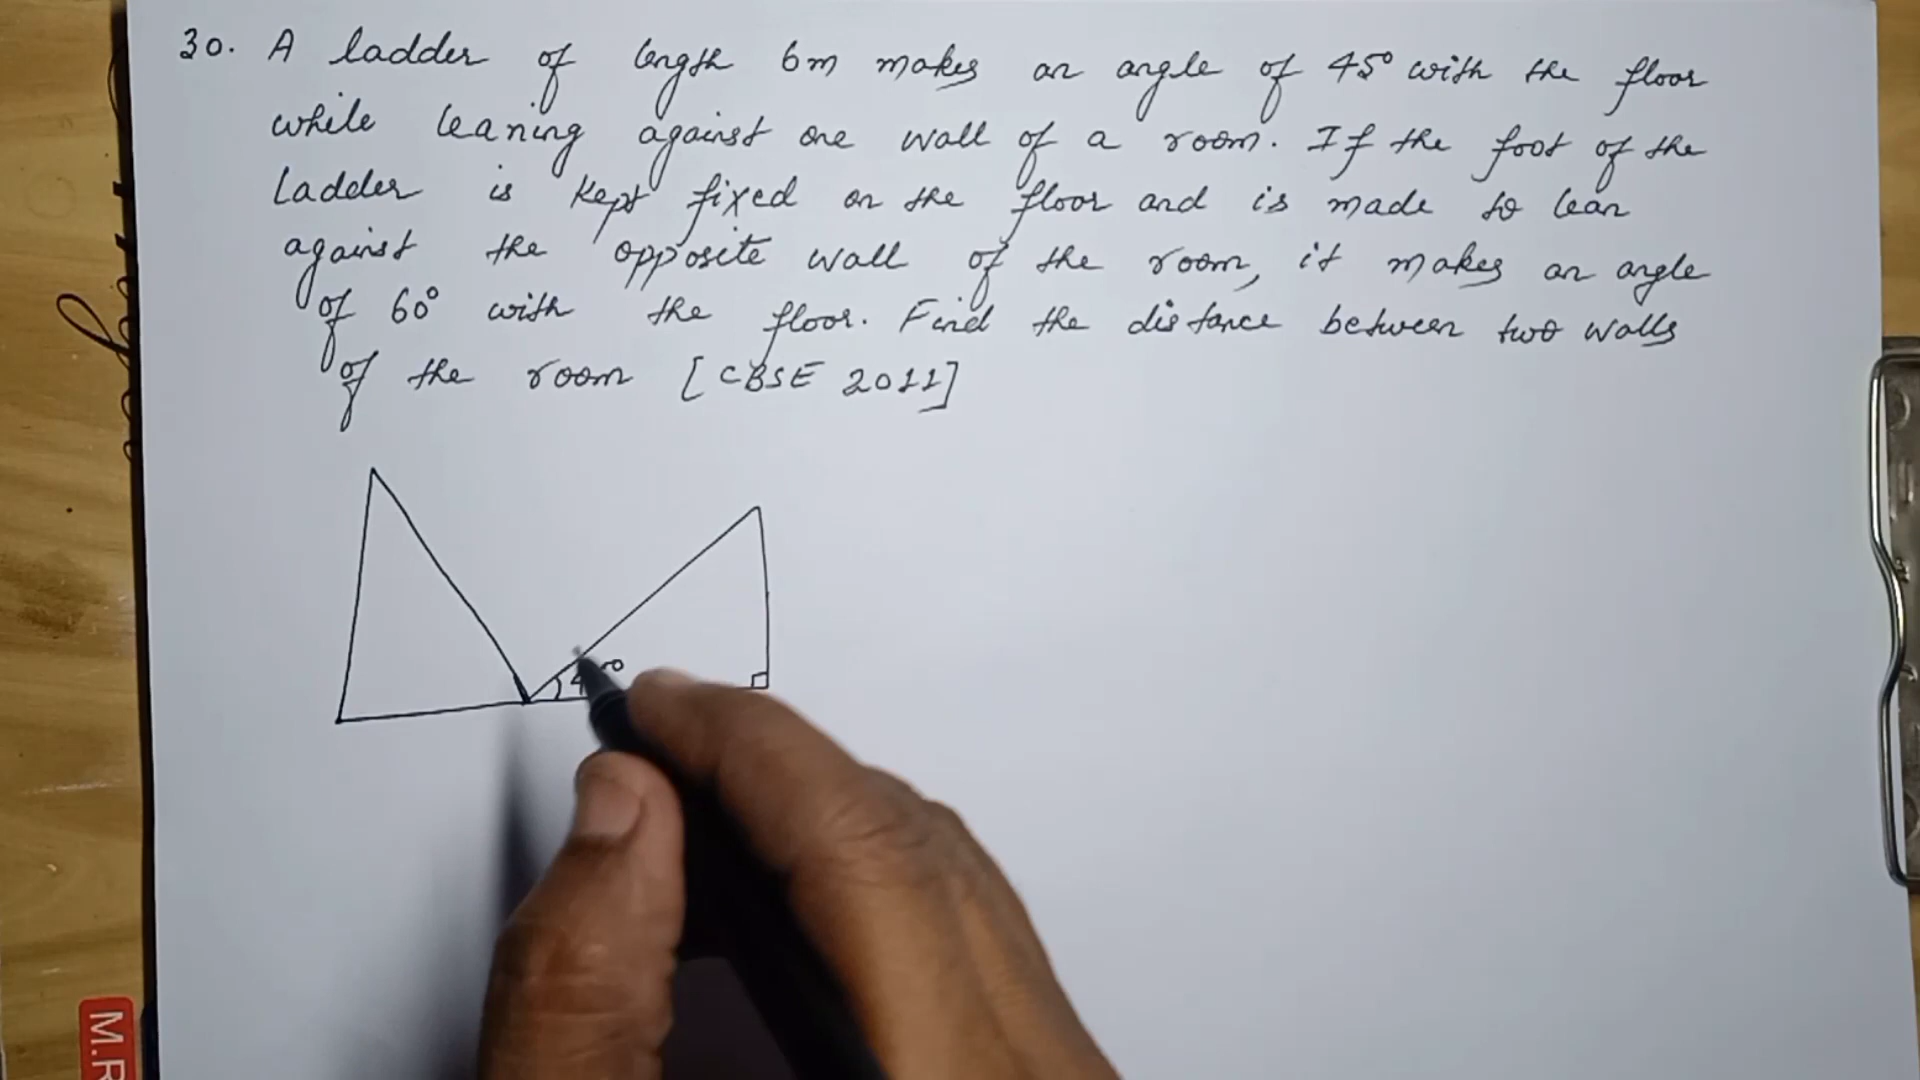 30. A ladder of length 6m makes an angle of 45° with the floor
while leaning against one wall of a room. If the foot of the
Ladder is kept fixed on the floor and is made to lean
against the opposite wall of the room, it makes an angle
of 60° with the floor. Find the distance between two walls
of the room [CBSE 2011]
M.R